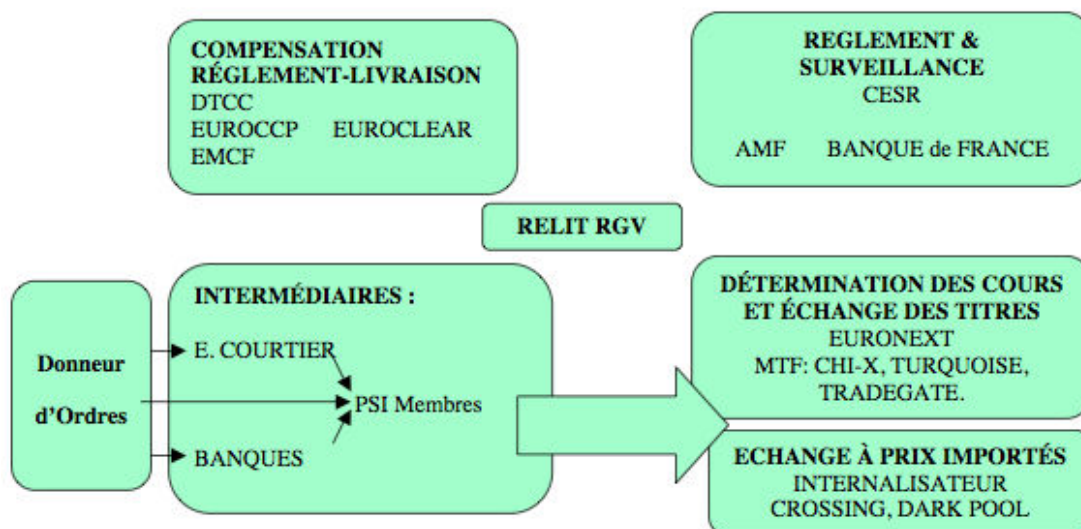 COMPENSATION
RÉGLEMENT-LIVRAISON
DTCC
EUROCCP EUROCLEAR
EMCF
REGLEMENT &
SURVEILLANCE
CESR
AMF BANQUE de FRANCE
RELIT RGV
Donneur
d'Ordres
INTERMÉDIAIRES :
E. COURTIER
PSI Membres
BANQUES
DÉTERMINATION DES COURS
ET ÉCHANGE DES TITRES
EURONEXT
MTF: CHI-X, TURQUOISE,
TRADEGATE.
ECHANGE À PRIX IMPORTÉS
INTERNALISATEUR
CROSSING, DARK POOL